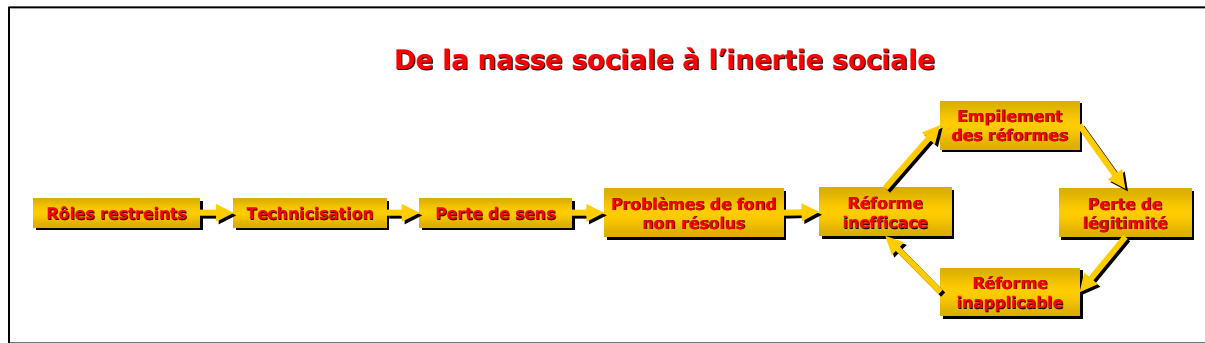 De la nasse sociale à l’inertie sociale
Rôles restreints
Technicisation
Perte de sens
Problèmes de fond
non résolus
Réforme
inefficace
Empilement
des réformes
Perte de
légitimité
Réforme
inapplicable